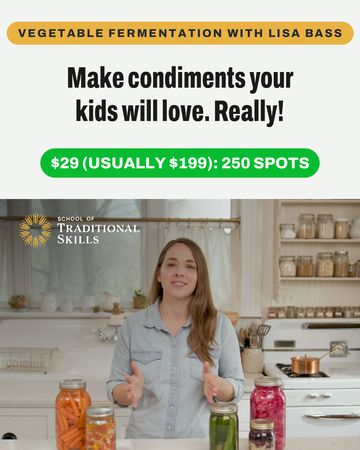 VEGETABLE FERMENTATION WITH LISA BASS
Make condiments your
kids will love. Really!
$29 (USUALLY $199): 250 SPOTS
SCHOOL OF
TRADITIONAL
SKILLS